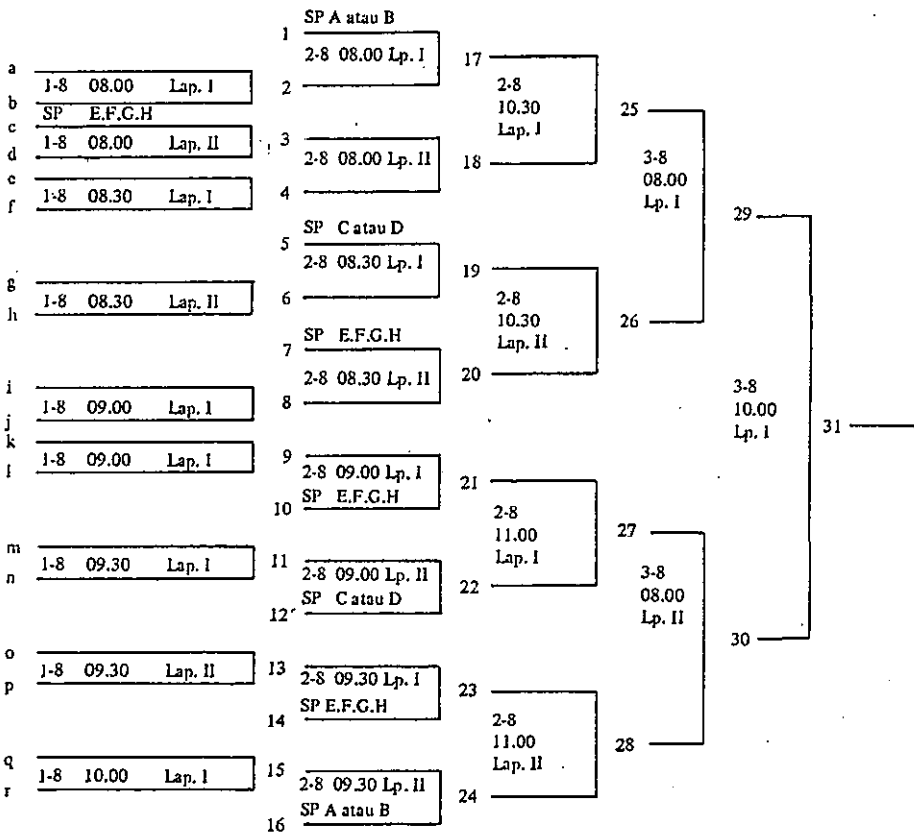 a
1-8 08.00 Lap. I
b
SP E.F.G.H
c
1-8 08.00 Lap. II
d
e
1-8 08.30 Lap. I
f
g
1-8 08.30 Lap. II
h
i
1-8 09.00 Lap. I
j
k
1-8 09.00 Lap. I
l
m
1-8 09.30 Lap. I
n
o
1-8 09.30 Lap. II
p
q
1-8 10.00 Lap. I
r
SP A atau B
1
2-8 08.00 Lp. I
2
3
2-8 08.00 Lp. II
4
SP C atau D
5
2-8 08.30 Lp. I
6
SP E.F.G.H
7
2-8 08.30 Lp. II
8
9
2-8 09.00 Lp. I
SP E.F.G.H
10
11
2-8 09.00 Lp. II
SP C atau D
12
13
2-8 09.30 Lp. I
SP E.F.G.H
14
15
2-8 09.30 Lp. II
SP A atau B
16
17
2-8
10.30
Lap. I
18
19
2-8
10.30
Lap. II
20
21
2-8
11.00
Lap. I
22
23
2-8
11.00
Lap. II
24
25
3-8
08.00
Lp. I
26
27
3-8
08.00
Lp. II
28
29
3-8
10.00
Lp. I
30
31